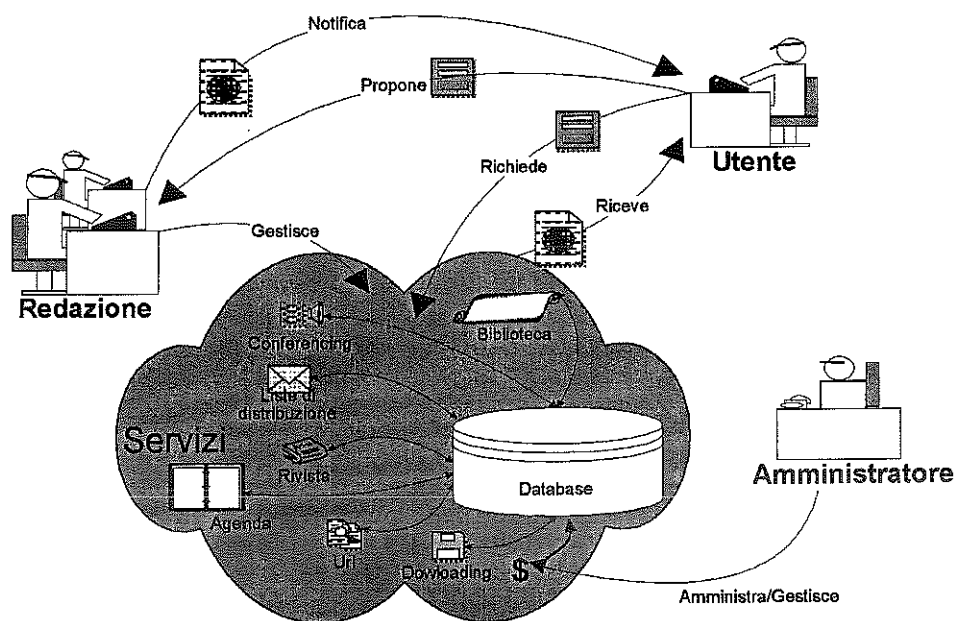 Notifica
Propone
Richiede
Utente
Riceve
Gestisce
Redazione
Biblioteca
Conferencing
Liste di
distribuzione
Servizi
Riviste
Amministratore
Database
Agenda
Url
Dowloading
$
Amministra/Gestisce